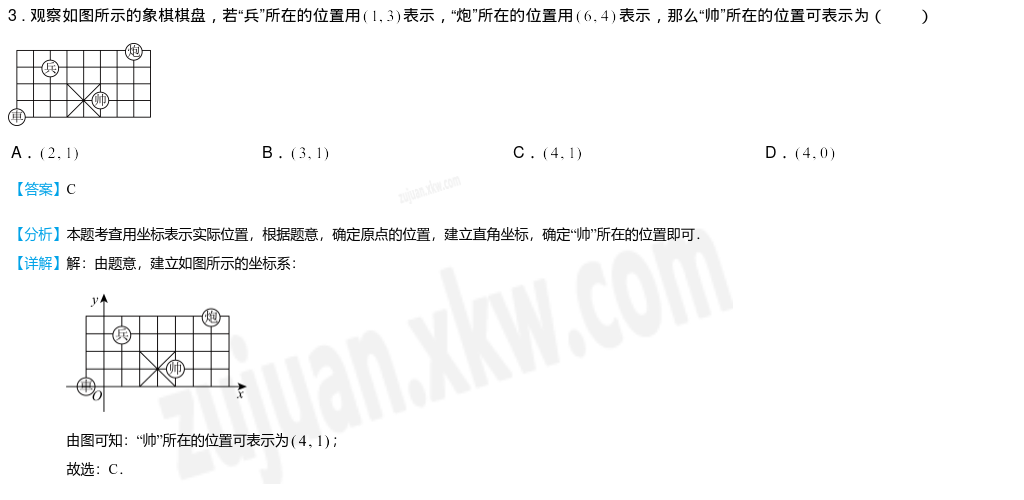 3．观察如图所示的象棋棋盘，若“兵”所在的位置用(1,3)表示，“炮”所在的位置用(6,4)表示，那么“帅”所在的位置可表示为（　　）
炮
兵
帅
車
A．(2,1) B．(3,1) C．(4,1) D．(4,0)
【答案】C
zujuan.xkw.com
【分析】本题考查用坐标表示实际位置，根据题意，确定原点的位置，建立直角坐标，确定“帅”所在的位置即可．
【详解】解：由题意，建立如图所示的坐标系：
y
炮
兵
帅
車
O
x
zujuan.xkw.com
由图可知：“帅”所在的位置可表示为(4,1)；
故选：C．